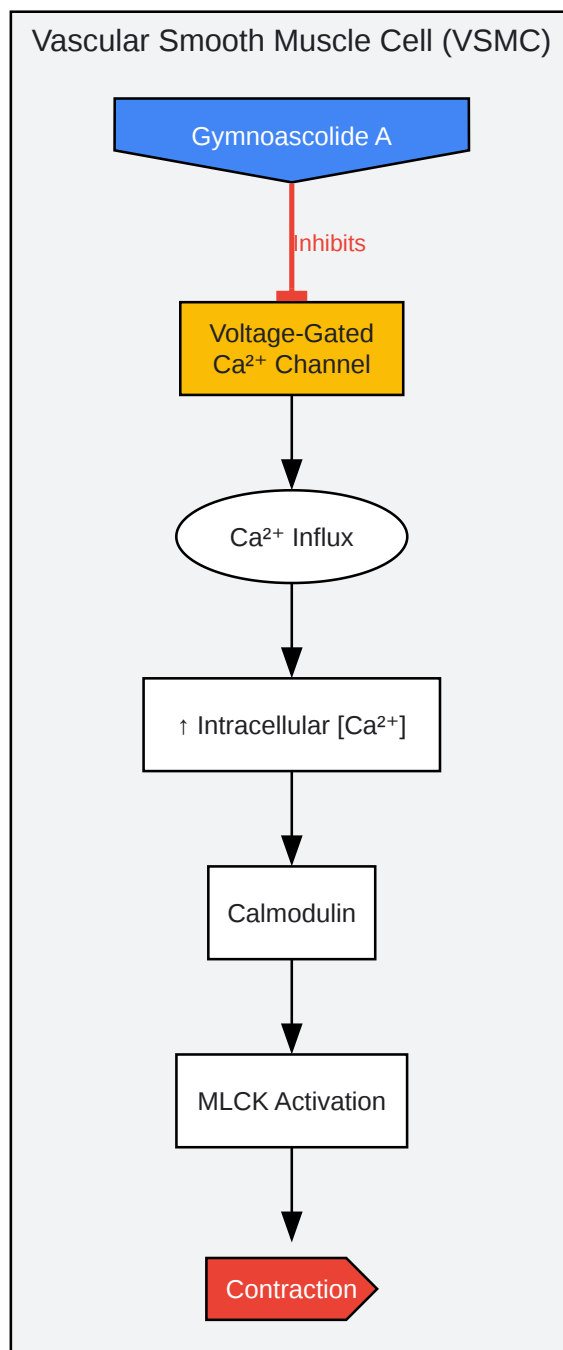 Vascular Smooth Muscle Cell (VSMC)
Gymnoascolide A
Inhibits
Voltage-Gated
Ca²⁺ Channel
Ca²⁺ Influx
↑ Intracellular [Ca²⁺]
Calmodulin
MLCK Activation
Contraction